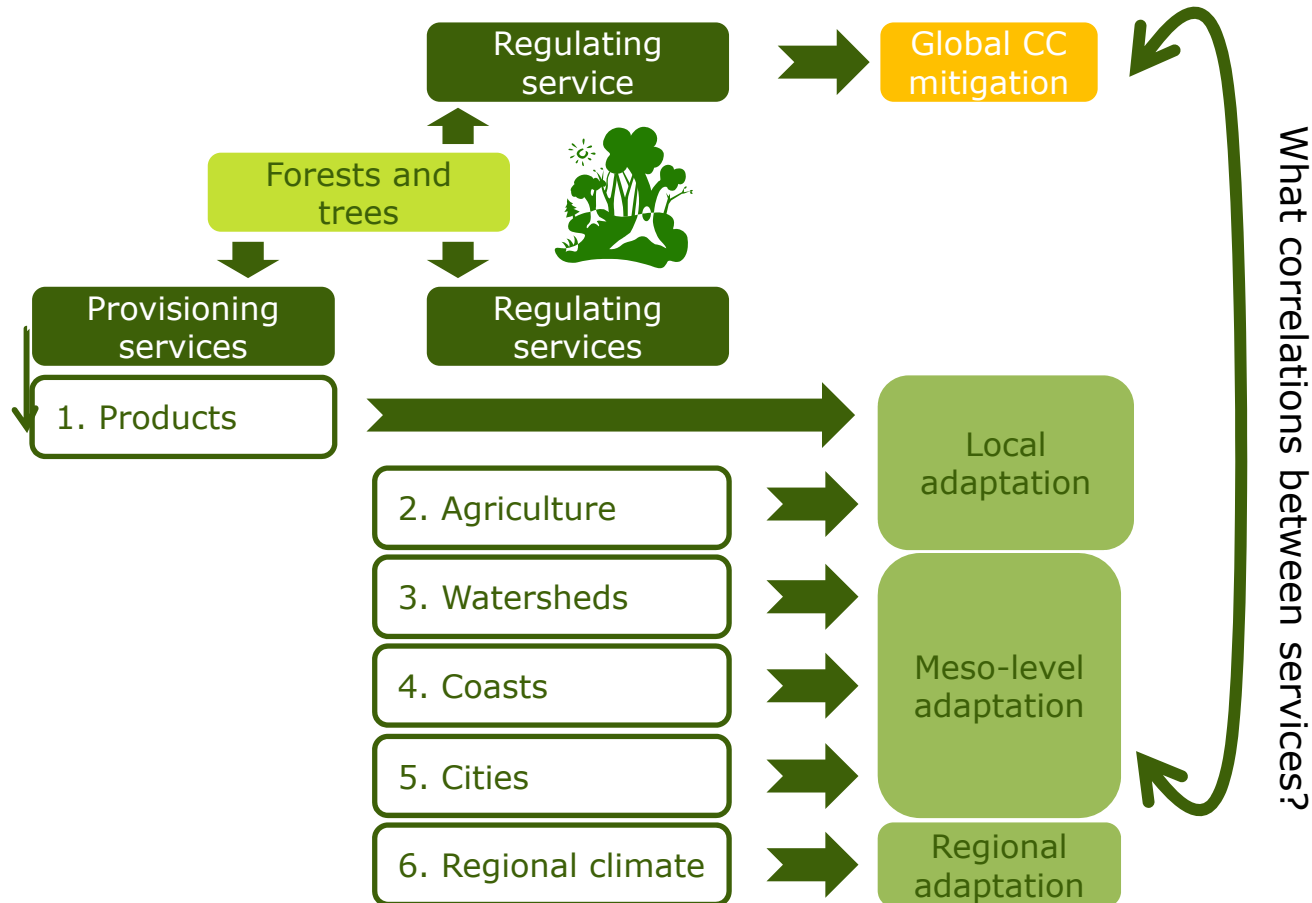 Regulating
service
Global CC
mitigation
Forests and
trees
Provisioning
services
Regulating
services
1. Products
Local
adaptation
2. Agriculture
3. Watersheds
Meso-level
adaptation
4. Coasts
5. Cities
6. Regional climate
Regional
adaptation
What correlations between services?